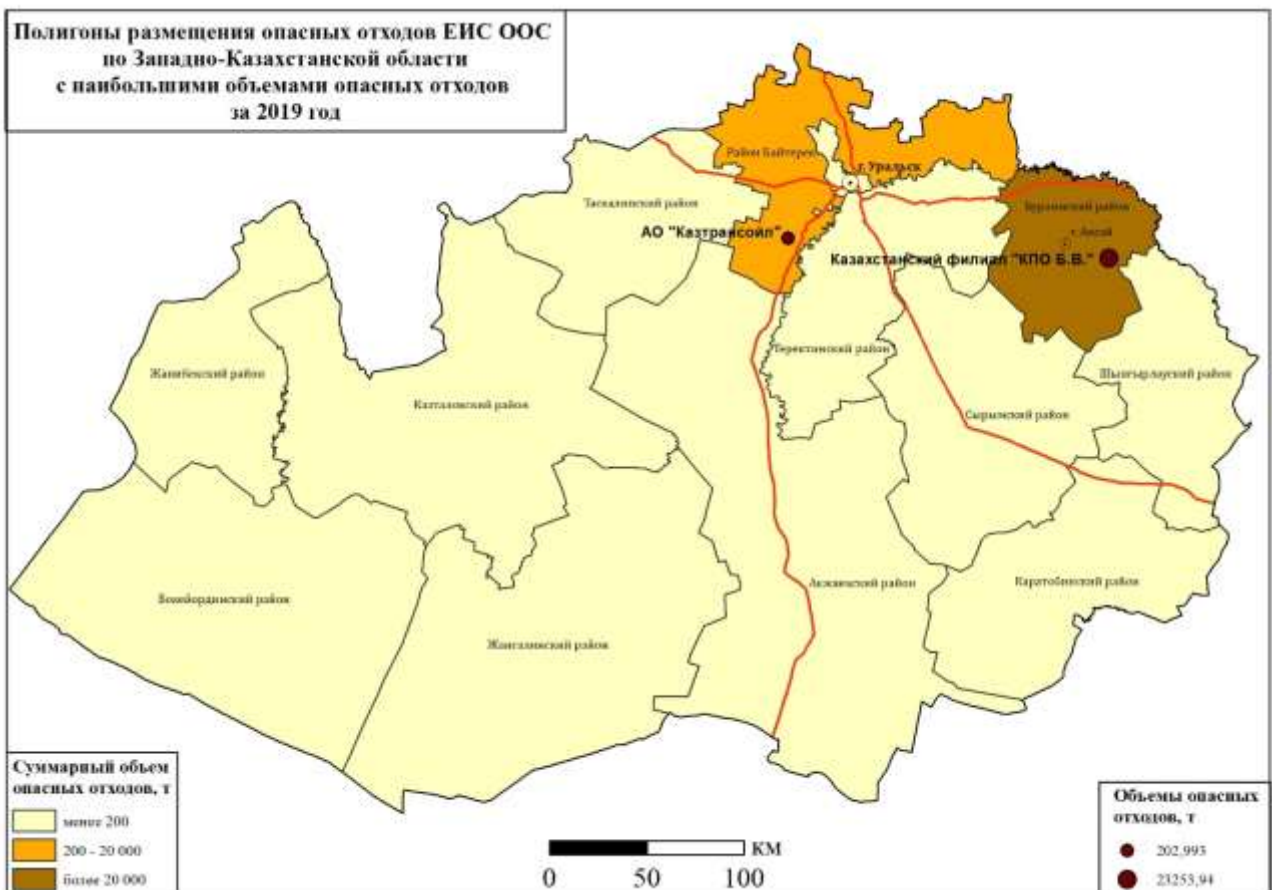 Полигоны размещения опасных отходов ЕИС ООС
по Западно-Казахстанской области
с наибольшими объемами опасных отходов
за 2019 год
Район Байтерек
г. Уральск
Таскалинский район
АО "Казтрансойл"
Бурлинский район
г. Аксай
Казахстанский филиал "КПО Б.В."
Теректинский район
Шынгырлауский район
Жанибекский район
Казталовский район
Сырымский район
Бокейординский район
Жангалинский район
Акжаикский район
Каратобинский район
Суммарный объем
опасных отходов, т
менее 200
200 - 20 000
более 20 000
КМ
0 50 100
Объемы опасных
отходов, т
202,993
23253,94